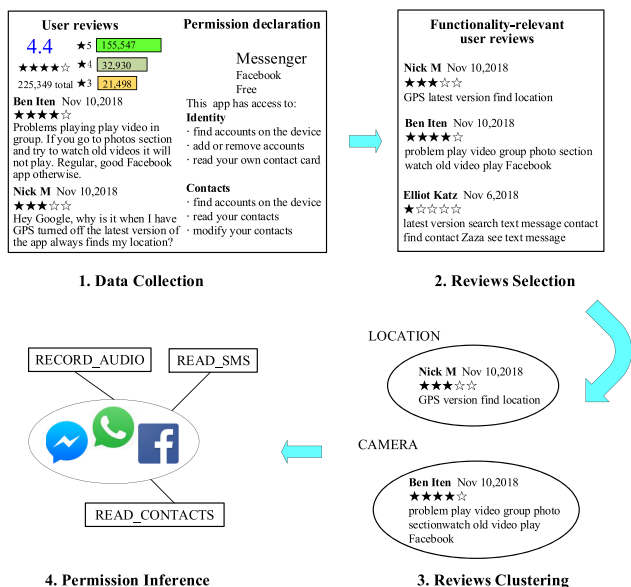 User reviews
4.4
★5 155,547
★★★★☆ ★4 32,930
225,349 total ★3 21,498
Ben Iten Nov 10,2018
★★★★☆
Problems playing play video in
group. If you go to photos section
and try to watch old videos it will
not play. Regular, good Facebook
app otherwise.
Nick M Nov 10,2018
★★★☆☆
Hey Google, why is it when I have
GPS turned off the latest version of
the app always finds my location?
Permission declaration
Messenger
Facebook
Free
This app has access to:
Identity
· find accounts on the device
· add or remove accounts
· read your own contact card
Contacts
· find accounts on the device
· read your contacts
· modify your contacts
1. Data Collection
Functionality-relevant
user reviews
Nick M Nov 10,2018
★★★☆☆
GPS latest version find location
Ben Iten Nov 10,2018
★★★★☆
problem play video group photo section
watch old video play Facebook
Elliot Katz Nov 6,2018
★☆☆☆☆
latest version search text message contact
find contact Zaza see text message
2. Reviews Selection
LOCATION
Nick M Nov 10,2018
★★★☆☆
GPS version find location
CAMERA
Ben Iten Nov 10,2018
★★★★☆
problem play video group photo
sectionwatch old video play
Facebook
3. Reviews Clustering
RECORD_AUDIO
READ_SMS
READ_CONTACTS
4. Permission Inference